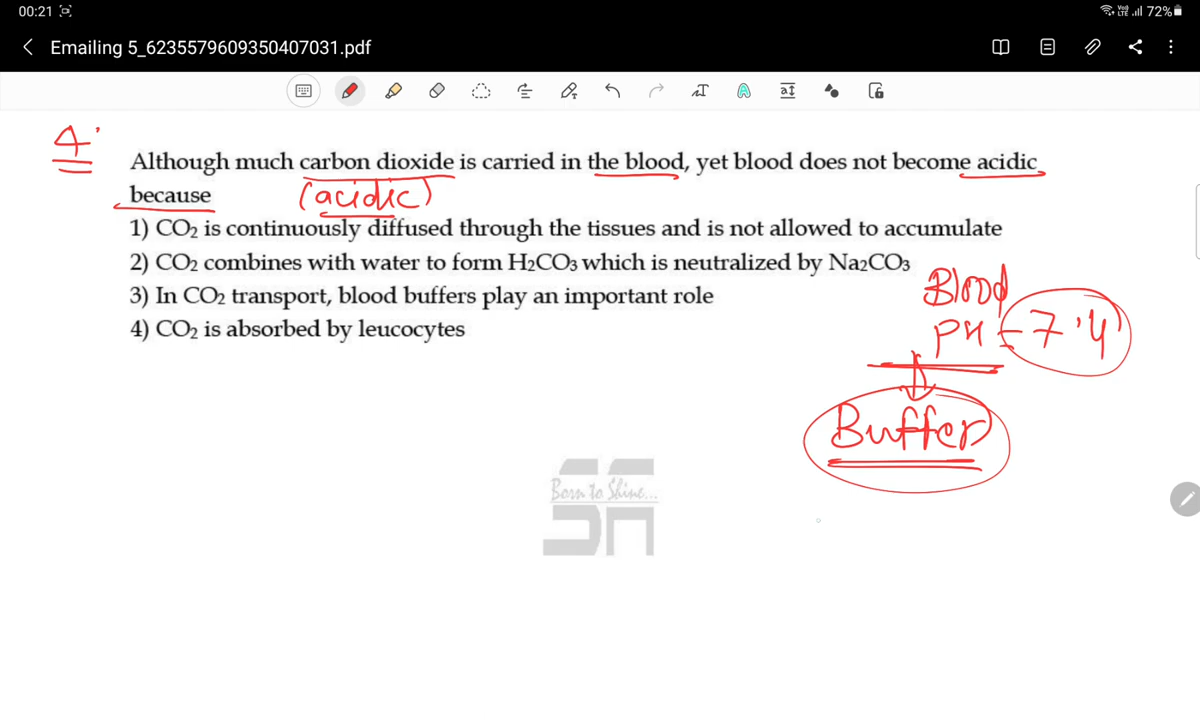 00:21
VoD LTE 72%
Emailing 5_6235579609350407031.pdf
4.
Although much carbon dioxide is carried in the blood, yet blood does not become acidic
because
(acidic)
1) CO₂ is continuously diffused through the tissues and is not allowed to accumulate
2) CO₂ combines with water to form H₂CO₃ which is neutralized by Na₂CO₃
3) In CO₂ transport, blood buffers play an important role
4) CO₂ is absorbed by leucocytes
Blood
PH = 7.4
Buffer
Born to Shine...